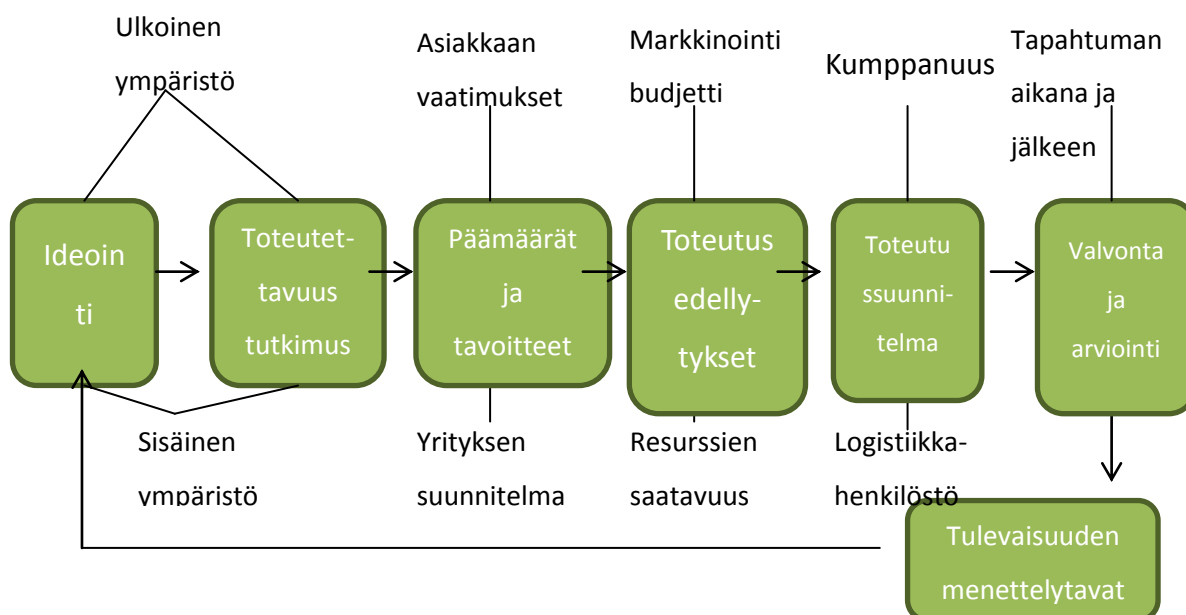 Ulkoinen
ympäristö
Asiakkaan
vaatimukset
Markkinointi
budjetti
Kumppanuus
Tapahtuman
aikana ja
jälkeen
Ideoin
ti
Toteutet-
tavuus
tutkimus
Päämäärät
ja
tavoitteet
Toteutus
edelly-
tykset
Toteutu
ssuunni-
telma
Valvonta
ja
arviointi
Sisäinen
ympäristö
Yrityksen
suunnitelma
Resurssien
saatavuus
Logistiikka-
henkilöstö
Tulevaisuuden
menettelytavat